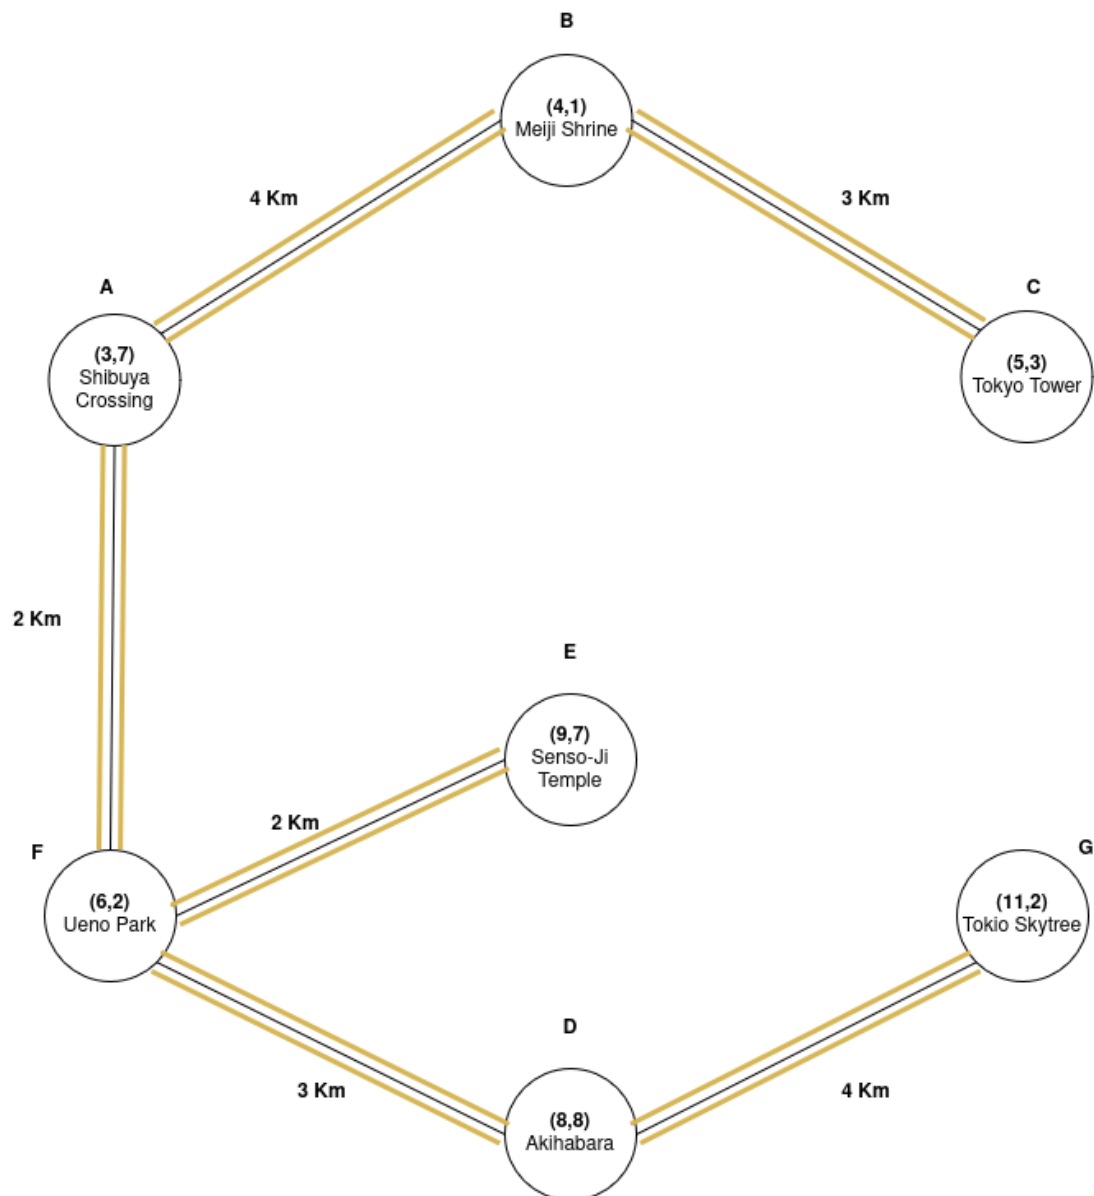 B
(4,1)
Meiji Shrine
4 Km
3 Km
A
C
(3,7)
Shibuya
Crossing
(5,3)
Tokyo Tower
2 Km
E
(9,7)
Senso-Ji
Temple
2 Km
F
G
(6,2)
Ueno Park
(11,2)
Tokio Skytree
D
3 Km
4 Km
(8,8)
Akihabara